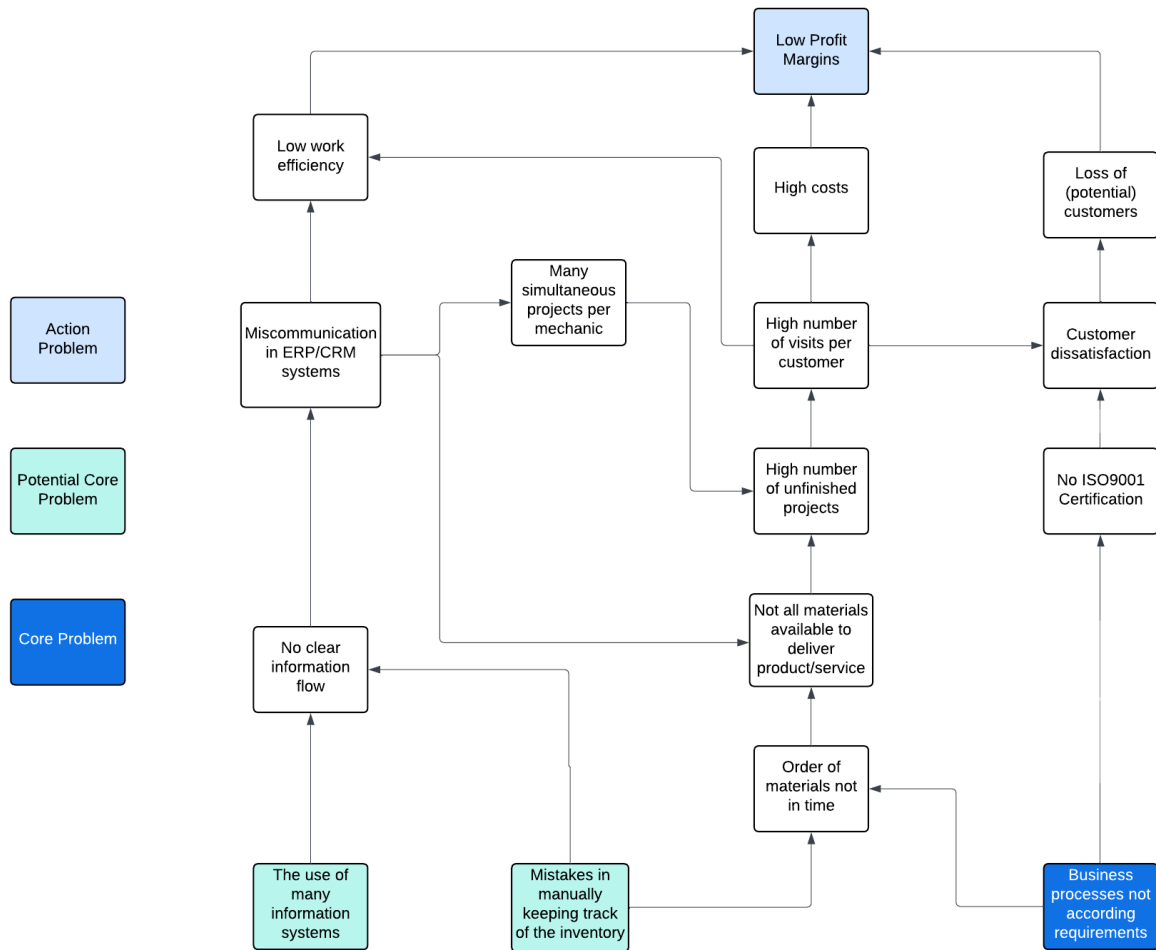 Low Profit
Margins
Low work
efficiency
High costs
Loss of
(potential)
customers
Many
simultaneous
projects per
mechanic
Action
Problem
Miscommunication
in ERP/CRM
systems
High number
of visits per
customer
Customer
dissatisfaction
Potential Core
Problem
High number
of unfinished
projects
No ISO9001
Certification
Core Problem
No clear
information
flow
Not all materials
available to
deliver
product/service
Order of
materials not
in time
The use of
many
information
systems
Mistakes in
manually
keeping track
of the inventory
Business
processes not
according
requirements